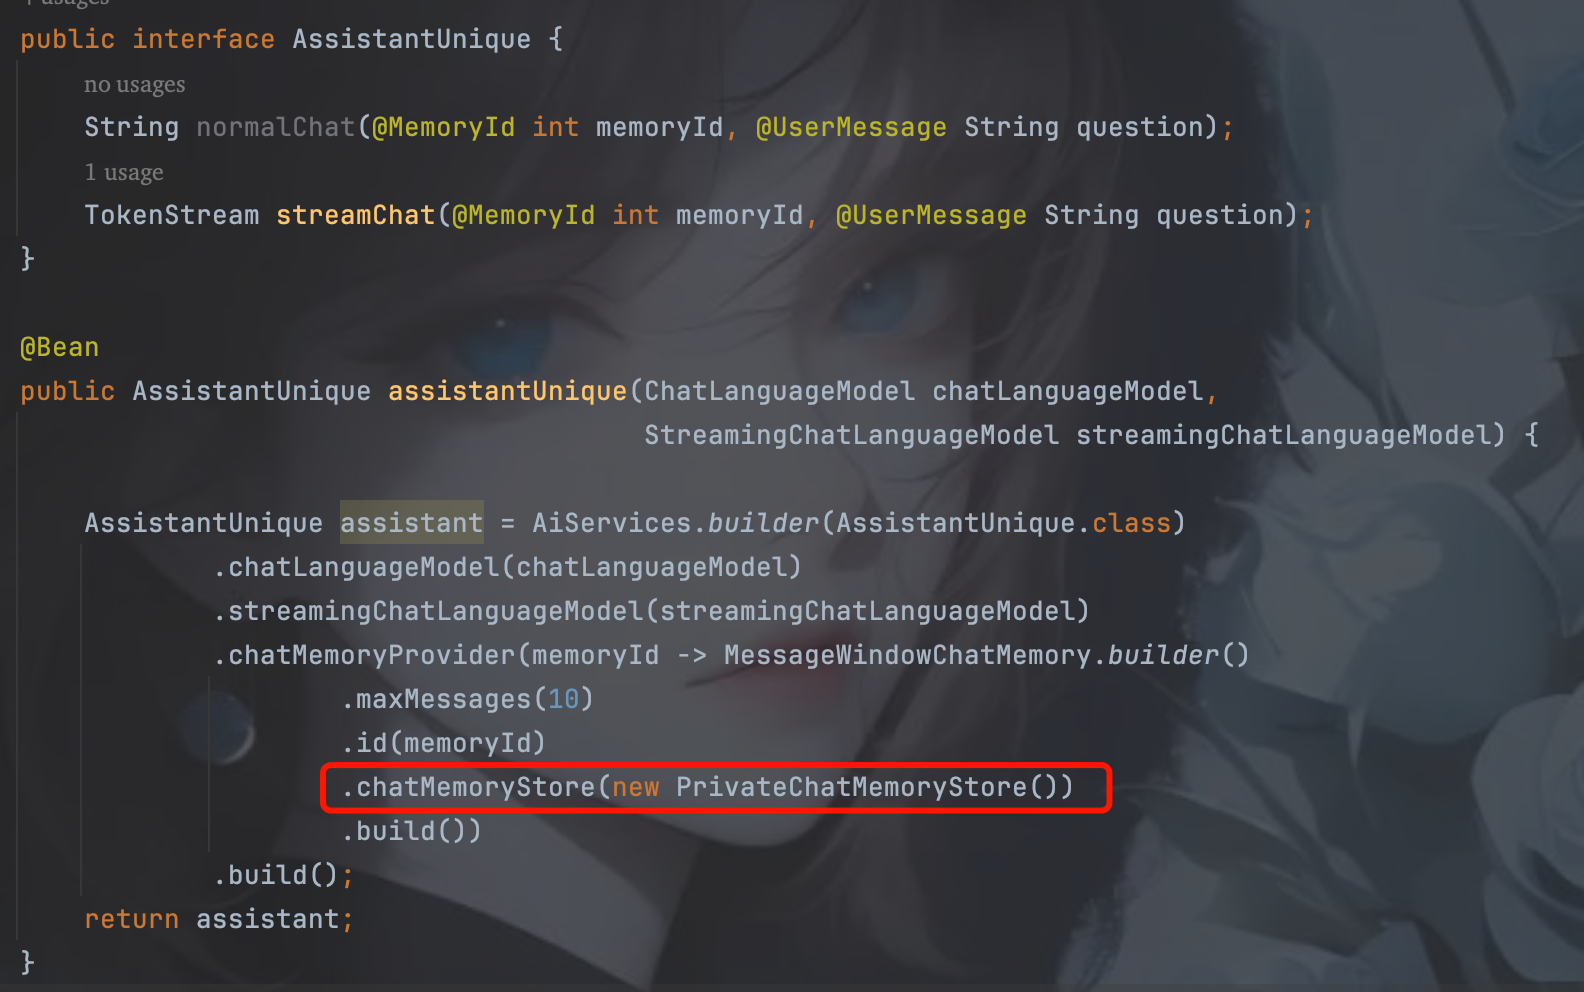 usages
public interface AssistantUnique {
no usages
String normalChat(@MemoryId int memoryId, @UserMessage String question);
1 usage
TokenStream streamChat(@MemoryId int memoryId, @UserMessage String question);
}
@Bean
public AssistantUnique assistantUnique(ChatLanguageModel chatLanguageModel,
StreamingChatLanguageModel streamingChatLanguageModel) {
AssistantUnique assistant = AiServices.builder(AssistantUnique.class)
.chatLanguageModel(chatLanguageModel)
.streamingChatLanguageModel(streamingChatLanguageModel)
.chatMemoryProvider(memoryId -> MessageWindowChatMemory.builder()
.maxMessages(10)
.id(memoryId)
.chatMemoryStore(new PrivateChatMemoryStore())
.build())
.build();
return assistant;
}